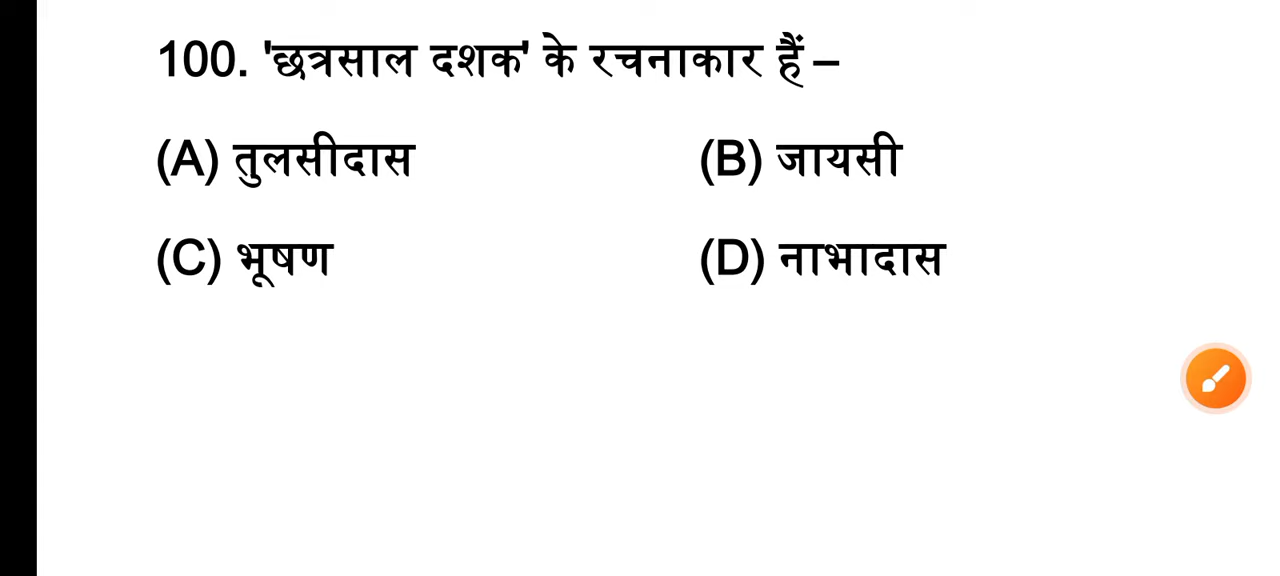 100. 'छत्रसाल दशक' के रचनाकार हैं –
(A) तुलसीदास (B) जायसी
(C) भूषण (D) नाभादास